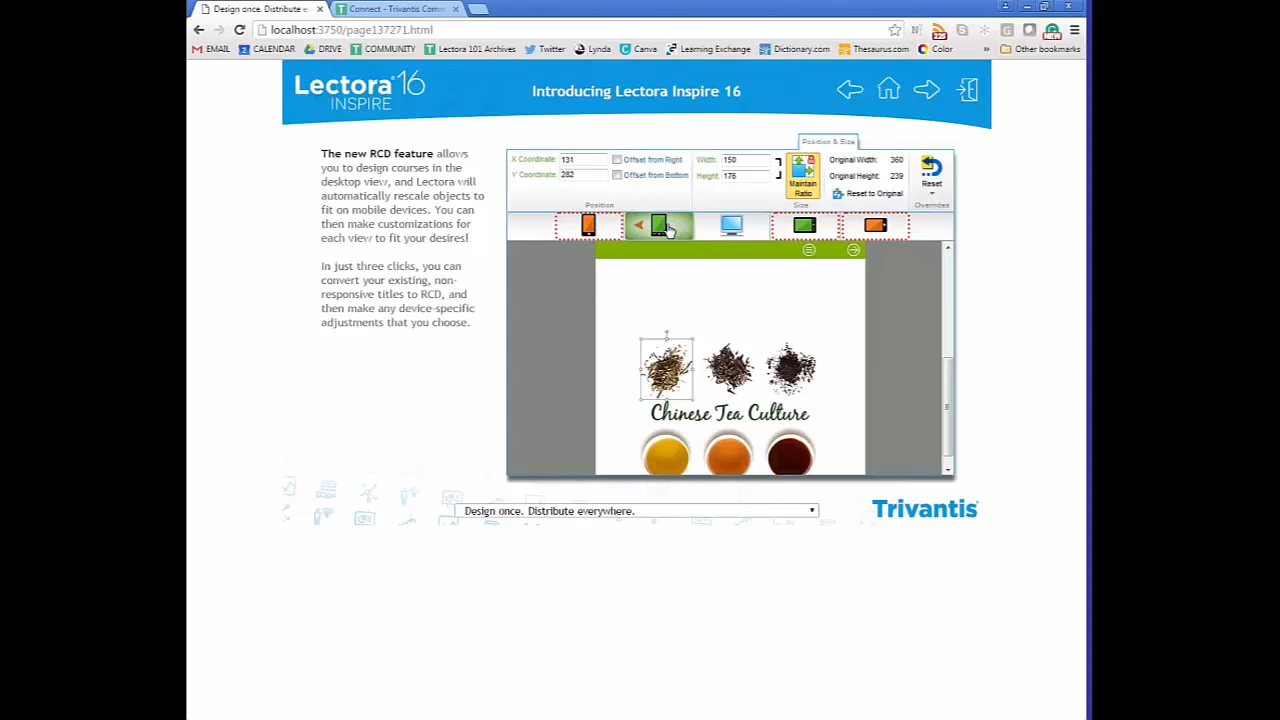 Design once. Distribute e
Connect - Trivantis Comm
localhost:3750/page137271.html
EMAIL
CALENDAR
DRIVE
COMMUNITY
Lectora 101 Archives
Twitter
Lynda
Canva
Learning Exchange
Dictionary.com
Thesaurus.com
Color
»
Other bookmarks
Lectora 16
INSPIRE
Introducing Lectora Inspire 16
The new RCD feature allows
you to design courses in the
desktop view, and Lectora will
automatically rescale objects to
fit on mobile devices. You can
then make customizations for
each view to fit your desires!
In just three clicks, you can
convert your existing, non-
responsive titles to RCD, and
then make any device-specific
adjustments that you choose.
Position & Size
X Coordinate: 131
Offset from Right
Y Coordinate: 282
Offset from Bottom
Position
Width: 150
Height: 176
Maintain
Ratio
Original Width: 360
Original Height: 239
Reset to Original
Size
Reset
Overrides
Chinese Tea Culture
Design once. Distribute everywhere.
Trivantis